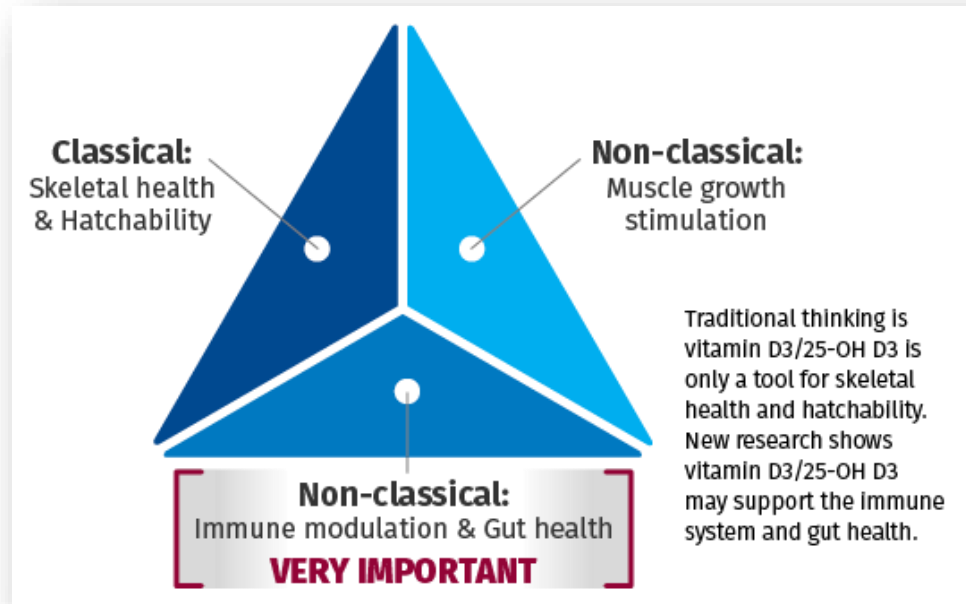 Classical:
Skeletal health
& Hatchability
Non-classical:
Muscle growth
stimulation
Traditional thinking is
vitamin D3/25-OH D3 is
only a tool for skeletal
health and hatchability.
New research shows
vitamin D3/25-OH D3
may support the immune
system and gut health.
Non-classical:
Immune modulation & Gut health
VERY IMPORTANT